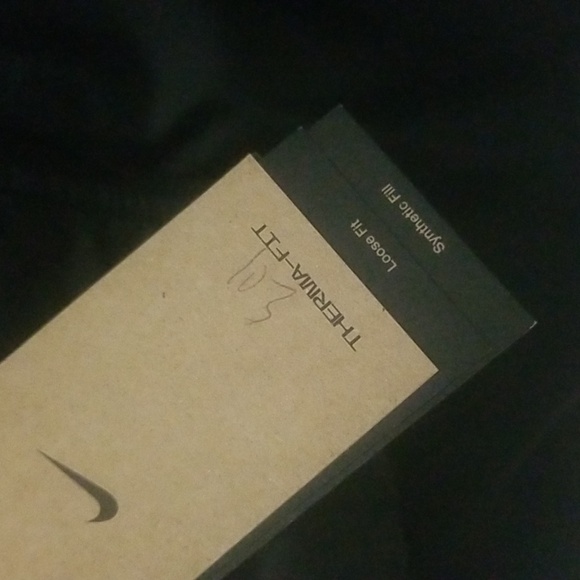 THERMA-FIT
103
Loose Fit
Synthetic Fill